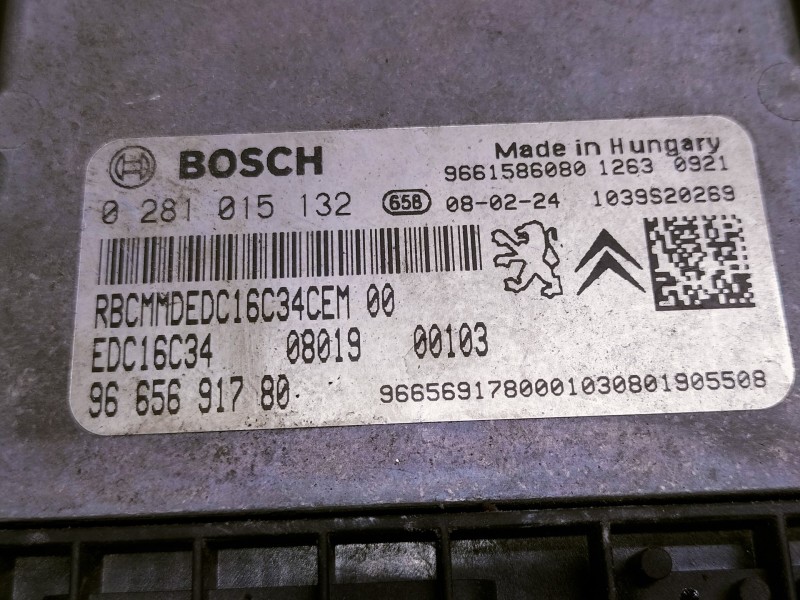 BOSCH
Made in Hungary
9661586080 1263 0921
0 281 015 132 658 08-02-24 1039S20269
RBCMMDEDC16C34CEM 00
EDC16C34 08019 00103
96 656 917 80
9665691780001030801905508